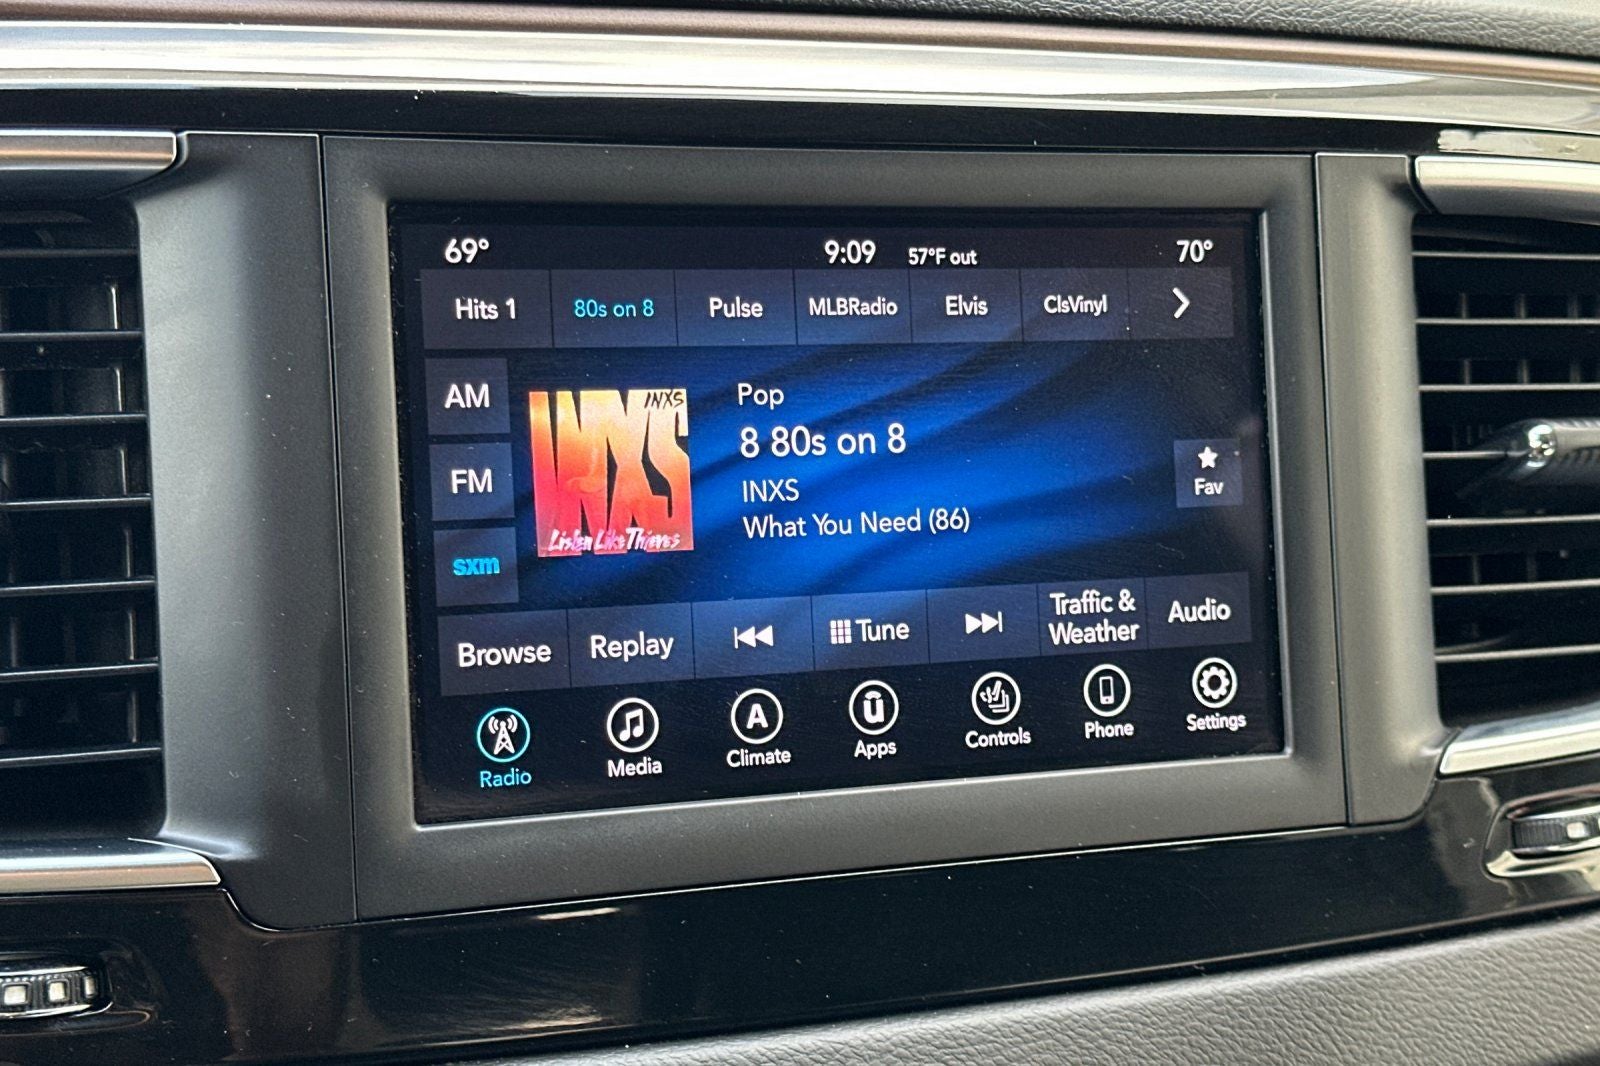 69° 9:09 57°F out 70°
Hits 1 80s on 8 Pulse MLBRadio Elvis ClsVinyl
AM
FM
sxm
INXS
INXS
Listen Like Thieves
Pop
8 80s on 8
INXS
What You Need (86)
Fav
Browse Replay Tune Traffic & Weather Audio
Radio Media Climate Apps Controls Phone Settings
A
u